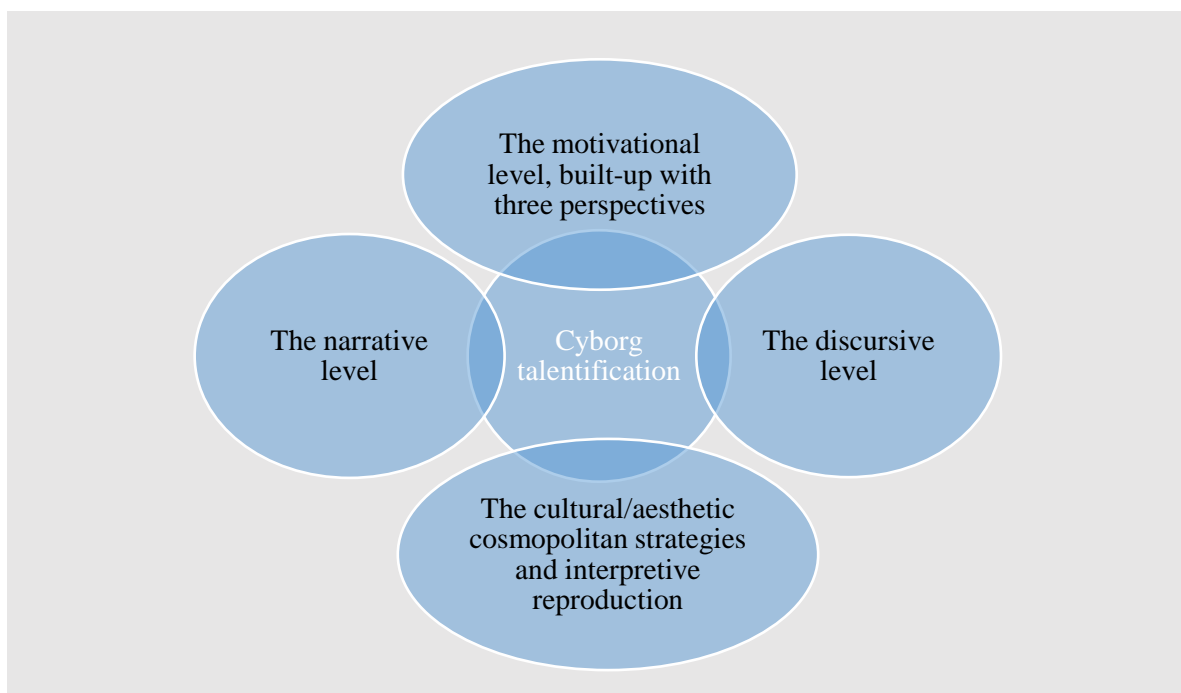 The motivational
level, built-up with
three perspectives
The narrative
level
Cyborg
talentification
The discursive
level
The cultural/aesthetic
cosmopolitan strategies
and interpretive
reproduction